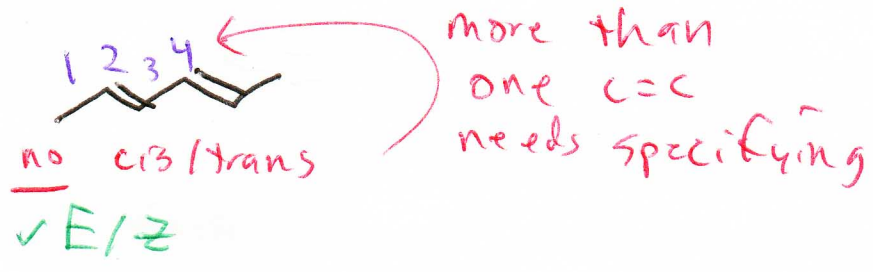 more than
one c=c
needs specifying
1 2 3 4
no cis/trans
✓ E/Z